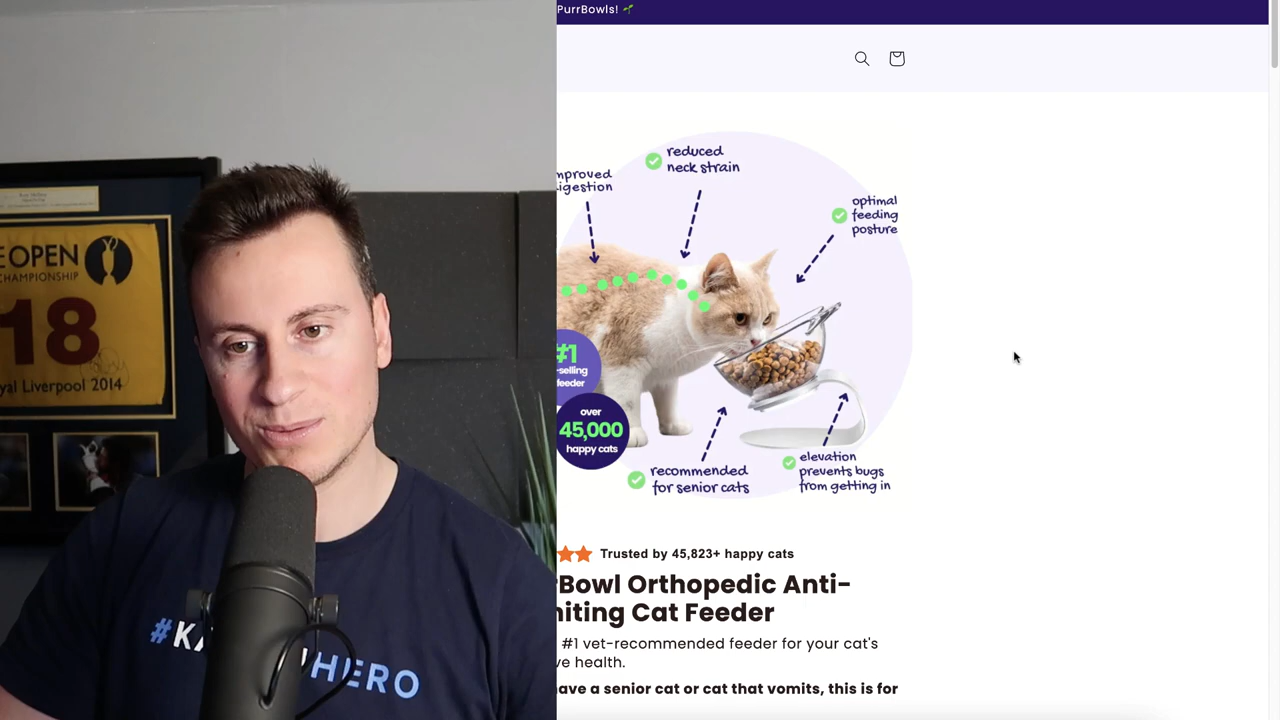 PurrBowls! 🌱
reduced
neck strain
mproved
igestion
optimal
feeding
posture
#1
-selling
feeder
over
45,000
happy cats
recommended
for senior cats
elevation
prevents bugs
from getting in
Trusted by 45,823+ happy cats
rBowl Orthopedic Anti-
niting Cat Feeder
#1 vet-recommended feeder for your cat's
ve health.
ave a senior cat or cat that vomits, this is for
E OPEN
CHAMPIONSHIP
18
yal Liverpool 2014
#KA HERO